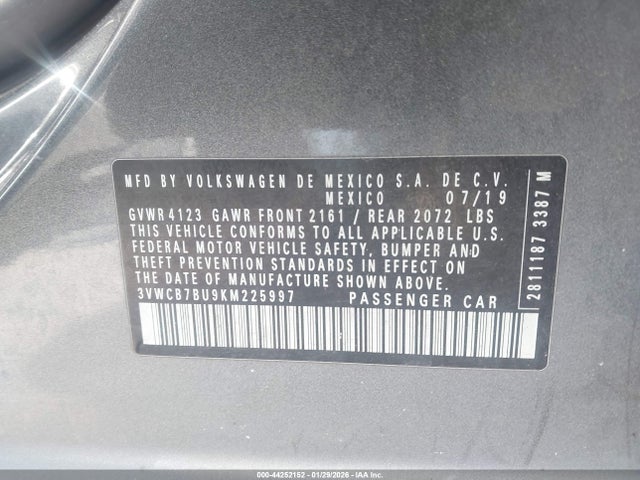 MFD BY VOLKSWAGEN DE MEXICO S.A. DE C.V.
MEXICO 07/19
GVWR 4123 GAWR FRONT 2161 / REAR 2072 LBS
THIS VEHICLE CONFORMS TO ALL APPLICABLE U.S.
FEDERAL MOTOR VEHICLE SAFETY, BUMPER AND
THEFT PREVENTION STANDARDS IN EFFECT ON
THE DATE OF MANUFACTURE SHOWN ABOVE.
3VWCB7BU9KM225997 PASSENGER CAR
2811187 3387 M
000-44252152 - 01/29/2026 - IAA Inc.